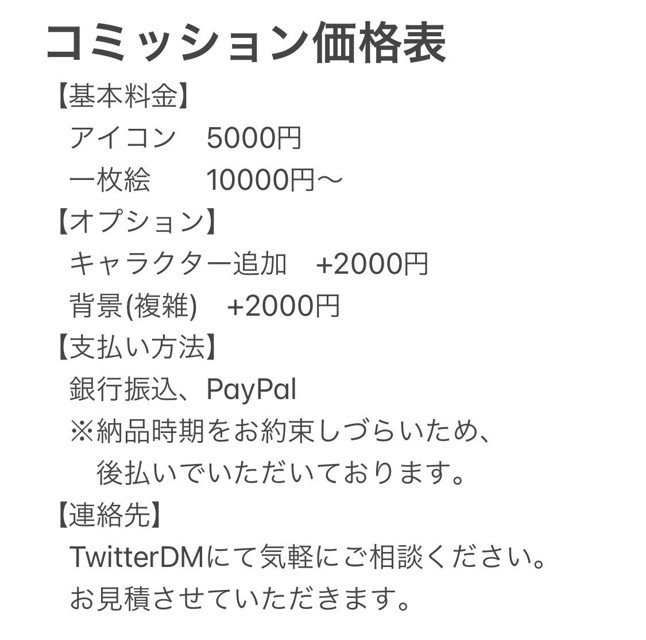 コミッション価格表
【基本料金】
アイコン　5000円
一枚絵　　10000円〜
【オプション】
キャラクター追加　+2000円
背景(複雑)　+2000円
【支払い方法】
銀行振込、PayPal
※納品時期をお約束しづらいため、
後払いでいただいております。
【連絡先】
TwitterDMにて気軽にご相談ください。
お見積させていただきます。